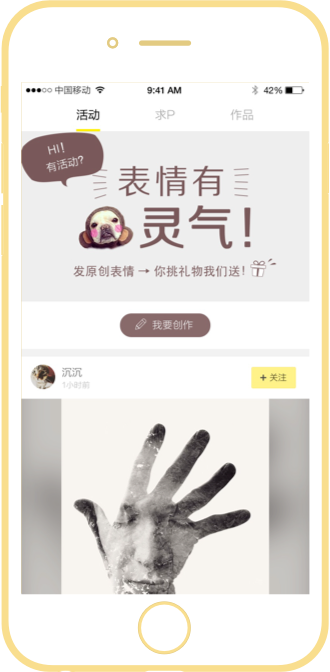 中国移动 9:41 AM 42%
活动 求P 作品
HI!
有活动?
表情有
灵气!
发原创表情 → 你挑礼物我们送!
我要创作
沉沉
1小时前
+ 关注